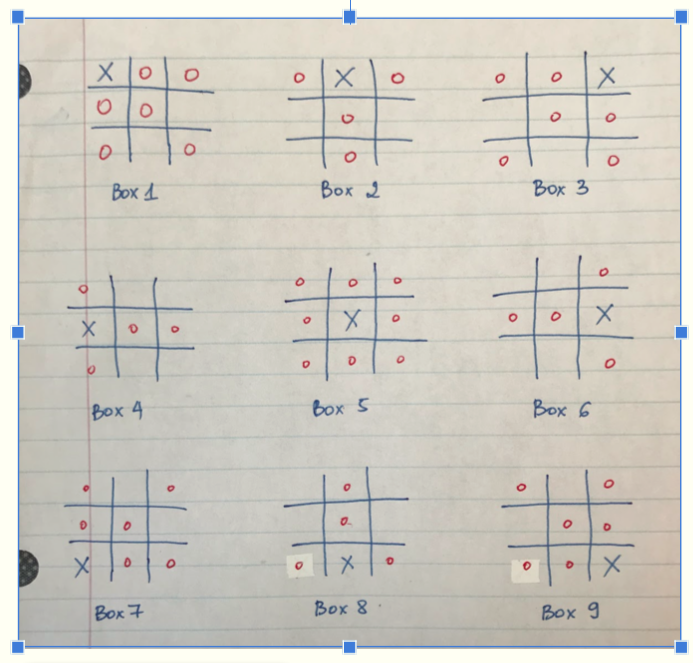 X O O
O O
O O
Box 1
O X O
O
O
Box 2
O O X
O O
O O
Box 3
O
X O O
O
Box 4
O O O
O X O
O O O
Box 5
O
O O X
O
Box 6
O O
O O
X O O
Box 7
O
O
O X O
Box 8
O O
O O
O O X
Box 9